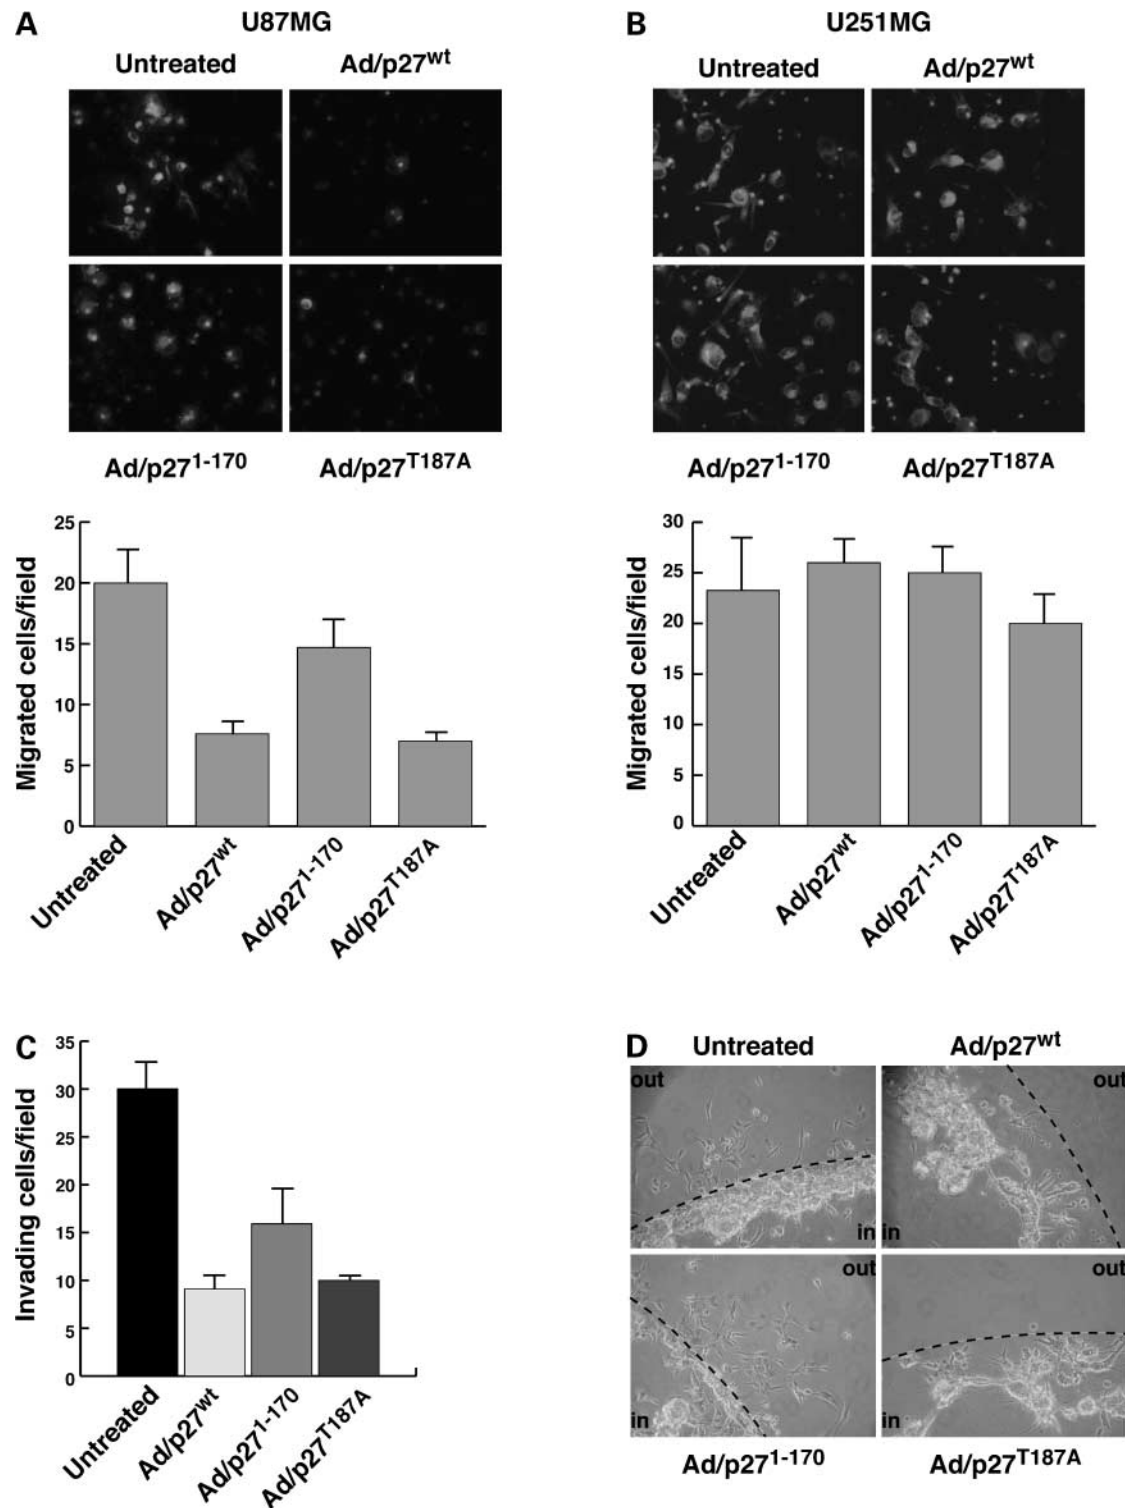 A
U87MG
Untreated
Ad/p27wt
Ad/p271-170
Ad/p27T187A
Migrated cells/field
25
20
15
10
5
0
Untreated
Ad/p27wt
Ad/p271-170
Ad/p27T187A
B
U251MG
Untreated
Ad/p27wt
Ad/p271-170
Ad/p27T187A
Migrated cells/field
30
25
20
15
10
5
0
Untreated
Ad/p27wt
Ad/p271-170
Ad/p27T187A
C
Invading cells/field
35
30
25
20
15
10
5
0
Untreated
Ad/p27wt
Ad/p271-170
Ad/p27T187A
D
Untreated
Ad/p27wt
out
in
out
in
out
in
out
in
Ad/p271-170
Ad/p27T187A